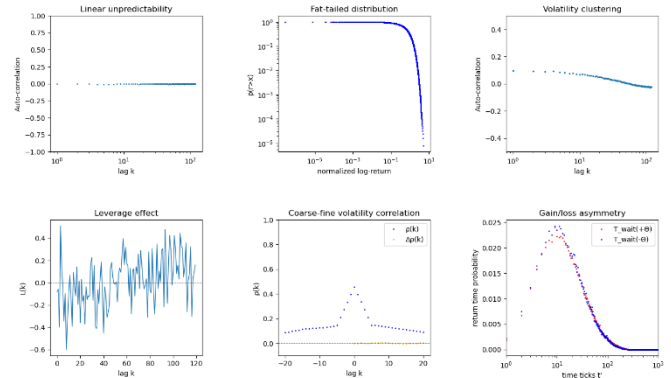 Linear unpredictability
Auto-correlation
1.00
0.75
0.50
0.25
0.00
-0.25
-0.50
-0.75
-1.00
10⁰
10¹
10²
lag k
Fat-tailed distribution
p(r>x)
10⁰
10⁻¹
10⁻²
10⁻³
10⁻⁴
10⁻⁵
10⁻⁵
10⁻³
10⁻¹
10¹
normalized log-return
Volatility clustering
Auto-correlation
0.4
0.2
0.0
-0.2
-0.4
10⁰
10¹
10²
lag k
Leverage effect
L(k)
0.4
0.2
0.0
-0.2
-0.4
-0.6
0
20
40
60
80
100
120
lag k
Coarse-fine volatility correlation
ρ(k)
1.0
0.8
0.6
0.4
0.2
0.0
-20
-10
0
10
20
lag k
ρ(k)
Δρ(k)
Gain/loss asymmetry
return time probability
0.025
0.020
0.015
0.010
0.005
0.000
10⁰
10¹
10²
10³
time ticks t'
T_wait(+Θ)
T_wait(-Θ)